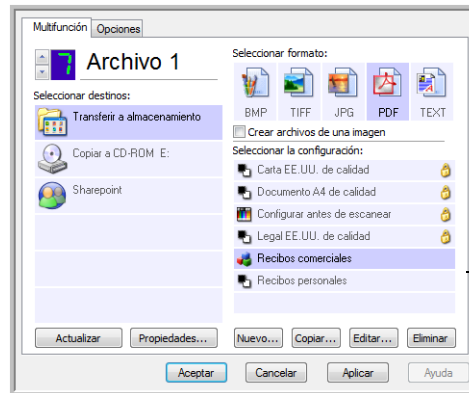 Multifunción Opciones
7 Archivo 1
Seleccionar destinos:
Transferir a almacenamiento
Copiar a CD-ROM E:
Sharepoint
Actualizar Propiedades...
Seleccionar formato:
BMP TIFF JPG PDF TEXT
Crear archivos de una imagen
Seleccionar la configuración:
Carta EE.UU. de calidad
Documento A4 de calidad
Configurar antes de escanear
Legal EE.UU. de calidad
Recibos comerciales
Recibos personales
Nuevo... Copiar... Editar... Eliminar
Aceptar Cancelar Aplicar Ayuda